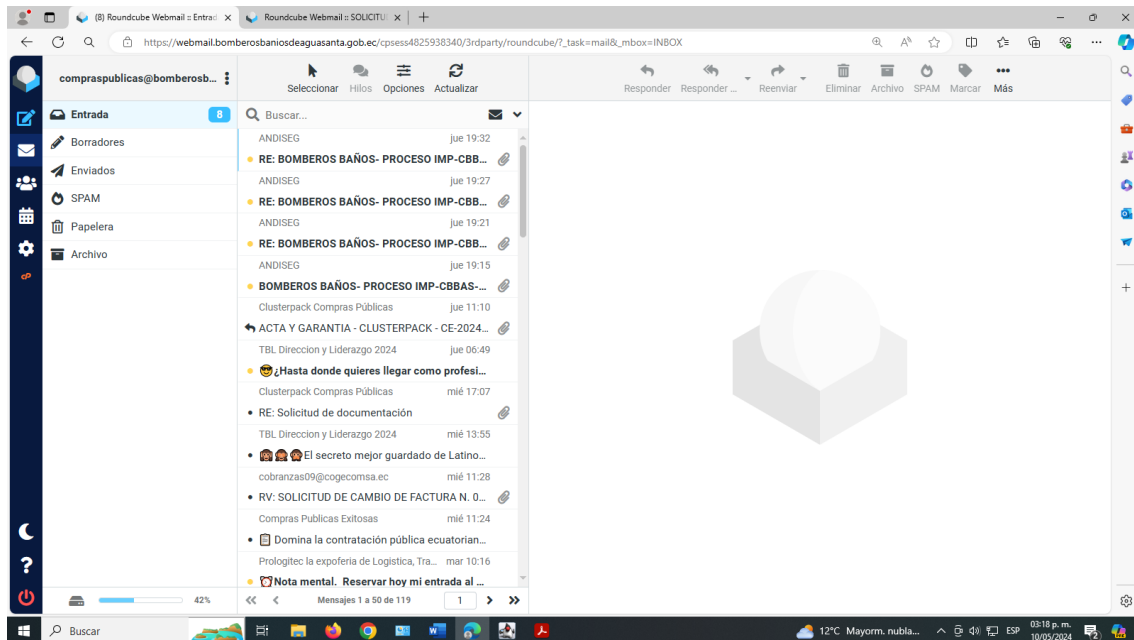 (8) Roundcube Webmail :: Entrad
Roundcube Webmail :: SOLICITU
https://webmail.bomberosbaniosdeaguasanta.gob.ec/cpsess4825938340/3rdparty/roundcube/?_task=mail&_mbox=INBOX
compraspublicas@bomberosb...
Seleccionar Hilos Opciones Actualizar
Responder Responder ... Reenviar Eliminar Archivo SPAM Marcar Más
Entrada 8
Borradores
Enviados
SPAM
Papelera
Archivo
Buscar...
ANDISEG jue 19:32
RE: BOMBEROS BAÑOS- PROCESO IMP-CBB...
ANDISEG jue 19:27
RE: BOMBEROS BAÑOS- PROCESO IMP-CBB...
ANDISEG jue 19:21
RE: BOMBEROS BAÑOS- PROCESO IMP-CBB...
ANDISEG jue 19:15
BOMBEROS BAÑOS- PROCESO IMP-CBBAS-...
Clusterpack Compras Públicas jue 11:10
ACTA Y GARANTIA - CLUSTERPACK - CE-2024...
TBL Direccion y Liderazgo 2024 jue 06:49
😎¿Hasta donde quieres llegar como profesi...
Clusterpack Compras Públicas mié 17:07
RE: Solicitud de documentación
TBL Direccion y Liderazgo 2024 mié 13:55
🙈🙊🙉El secreto mejor guardado de Latino...
cobranzas09@cogecomsa.ec mié 11:28
RV: SOLICITUD DE CAMBIO DE FACTURA N. 0...
Compras Publicas Exitosas mié 11:24
📋 Domina la contratación pública ecuatorian...
Prologitec la expoferia de Logistica, Tra... mar 10:16
⏰Nota mental. Reservar hoy mi entrada al ...
42%
Mensajes 1 a 50 de 119 1
Buscar
12°C Mayorm. nubla...
ESP
03:18 p. m.
10/05/2024